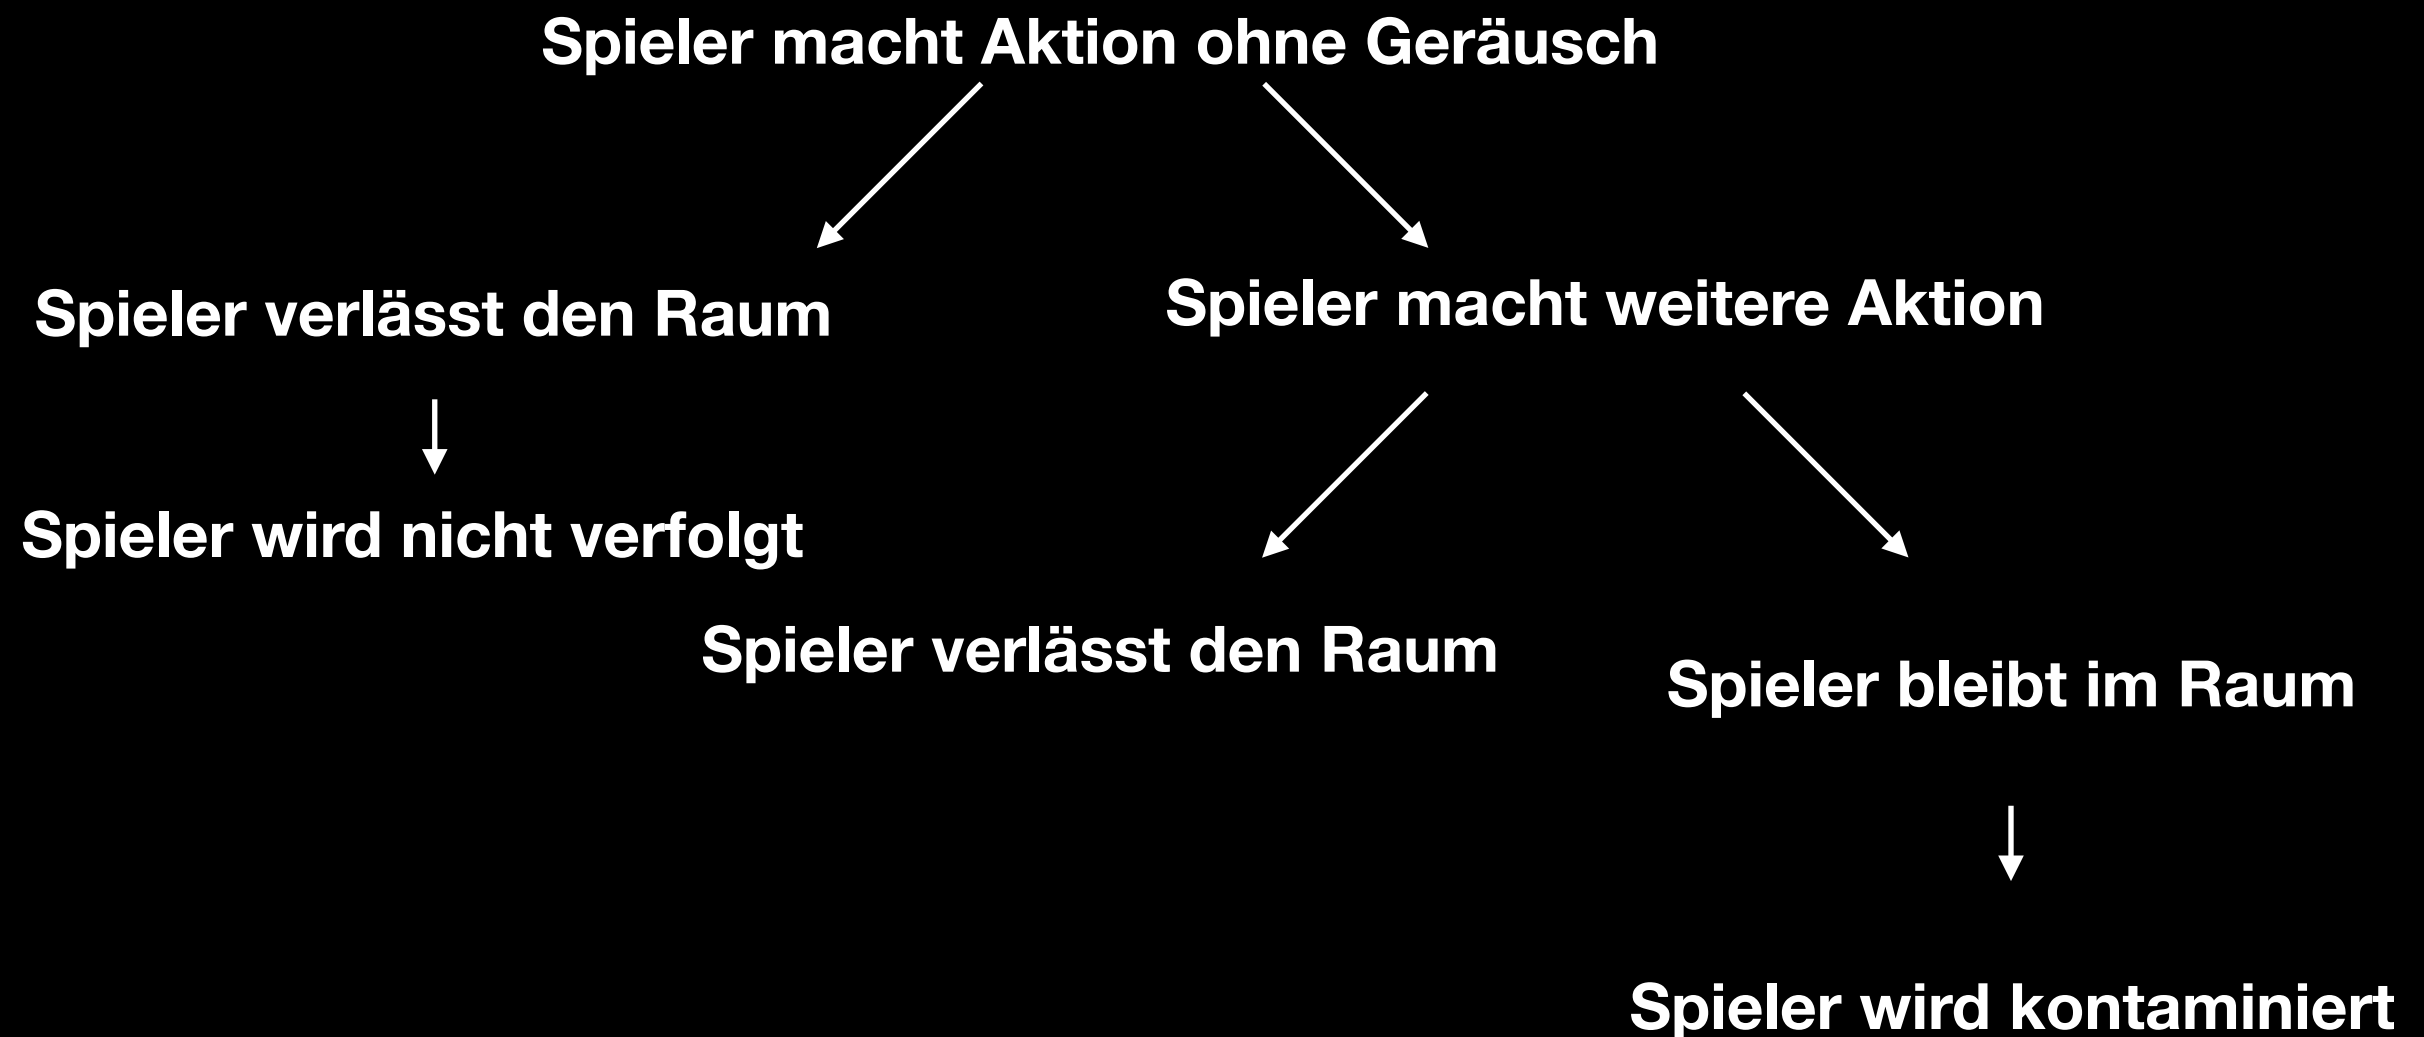 Spieler macht Aktion ohne Geräusch
Spieler verlässt den Raum
Spieler macht weitere Aktion
Spieler wird nicht verfolgt
Spieler verlässt den Raum
Spieler bleibt im Raum
Spieler wird kontaminiert